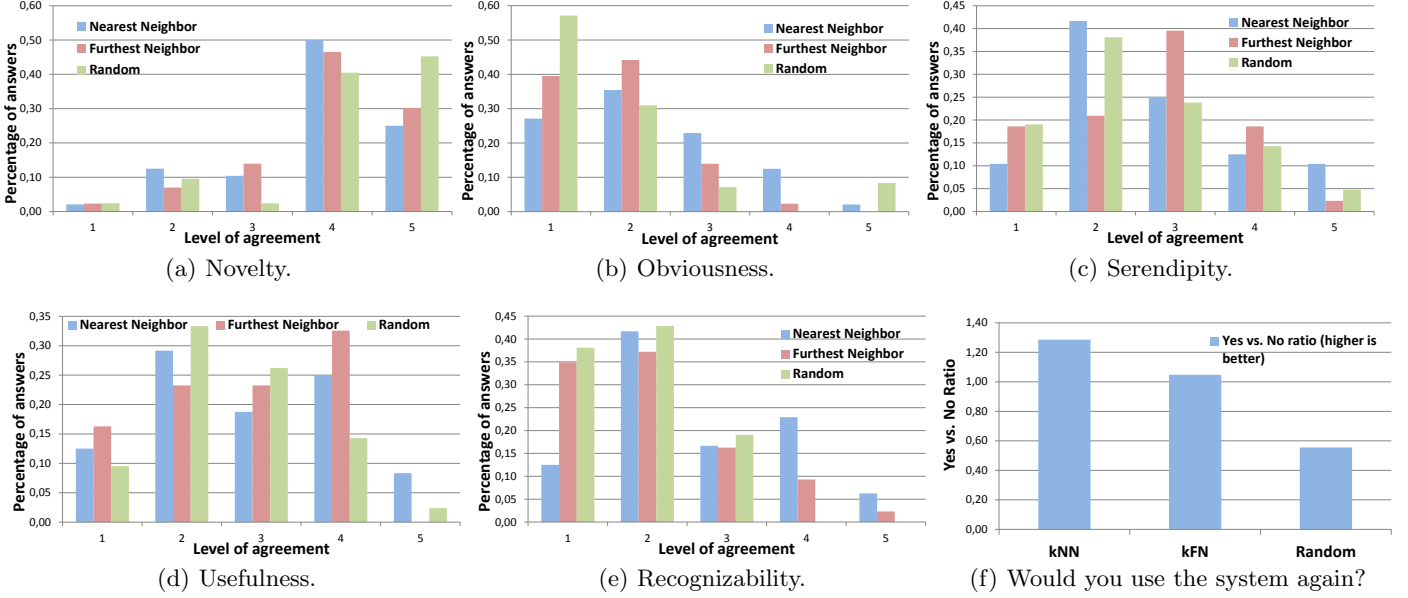 0,60
0,50
0,40
0,30
0,20
0,10
0,00
Percentage of answers
Nearest Neighbor
Furthest Neighbor
Random
1 2 3 4 5
Level of agreement
(a) Novelty.
0,60
0,50
0,40
0,30
0,20
0,10
0,00
Percentage of answers
Nearest Neighbor
Furthest Neighbor
Random
1 2 3 4 5
Level of agreement
(b) Obviousness.
0,45
0,40
0,35
0,30
0,25
0,20
0,15
0,10
0,05
0,00
Percentage of answers
Nearest Neighbor
Furthest Neighbor
Random
1 2 3 4 5
Level of agreement
(c) Serendipity.
0,35
0,30
0,25
0,20
0,15
0,10
0,05
0,00
Percentage of answers
Nearest Neighbor Furthest Neighbor Random
1 2 3 4 5
Level of agreement
(d) Usefulness.
0,45
0,40
0,35
0,30
0,25
0,20
0,15
0,10
0,05
0,00
Percentage of answers
Nearest Neighbor
Furthest Neighbor
Random
1 2 3 4 5
Level of agreement
(e) Recognizability.
1,40
1,20
1,00
0,80
0,60
0,40
0,20
0,00
Yes vs. No Ratio
Yes vs. No ratio (higher is
better)
kNN kFN Random
(f) Would you use the system again?